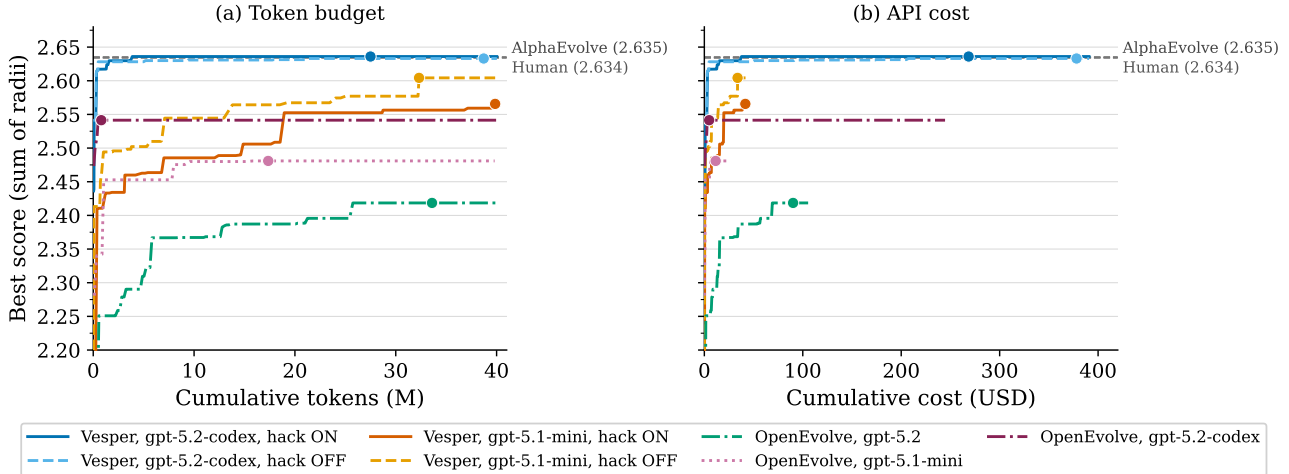 (a) Token budget
(b) API cost
Best score (sum of radii)
2.65
2.60
2.55
2.50
2.45
2.40
2.35
2.30
2.25
2.20
AlphaEvolve (2.635)
Human (2.634)
AlphaEvolve (2.635)
Human (2.634)
0 10 20 30 40
0 100 200 300 400
Cumulative tokens (M)
Cumulative cost (USD)
Vesper, gpt-5.2-codex, hack ON
Vesper, gpt-5.1-mini, hack ON
OpenEvolve, gpt-5.2
OpenEvolve, gpt-5.2-codex
Vesper, gpt-5.2-codex, hack OFF
Vesper, gpt-5.1-mini, hack OFF
OpenEvolve, gpt-5.1-mini